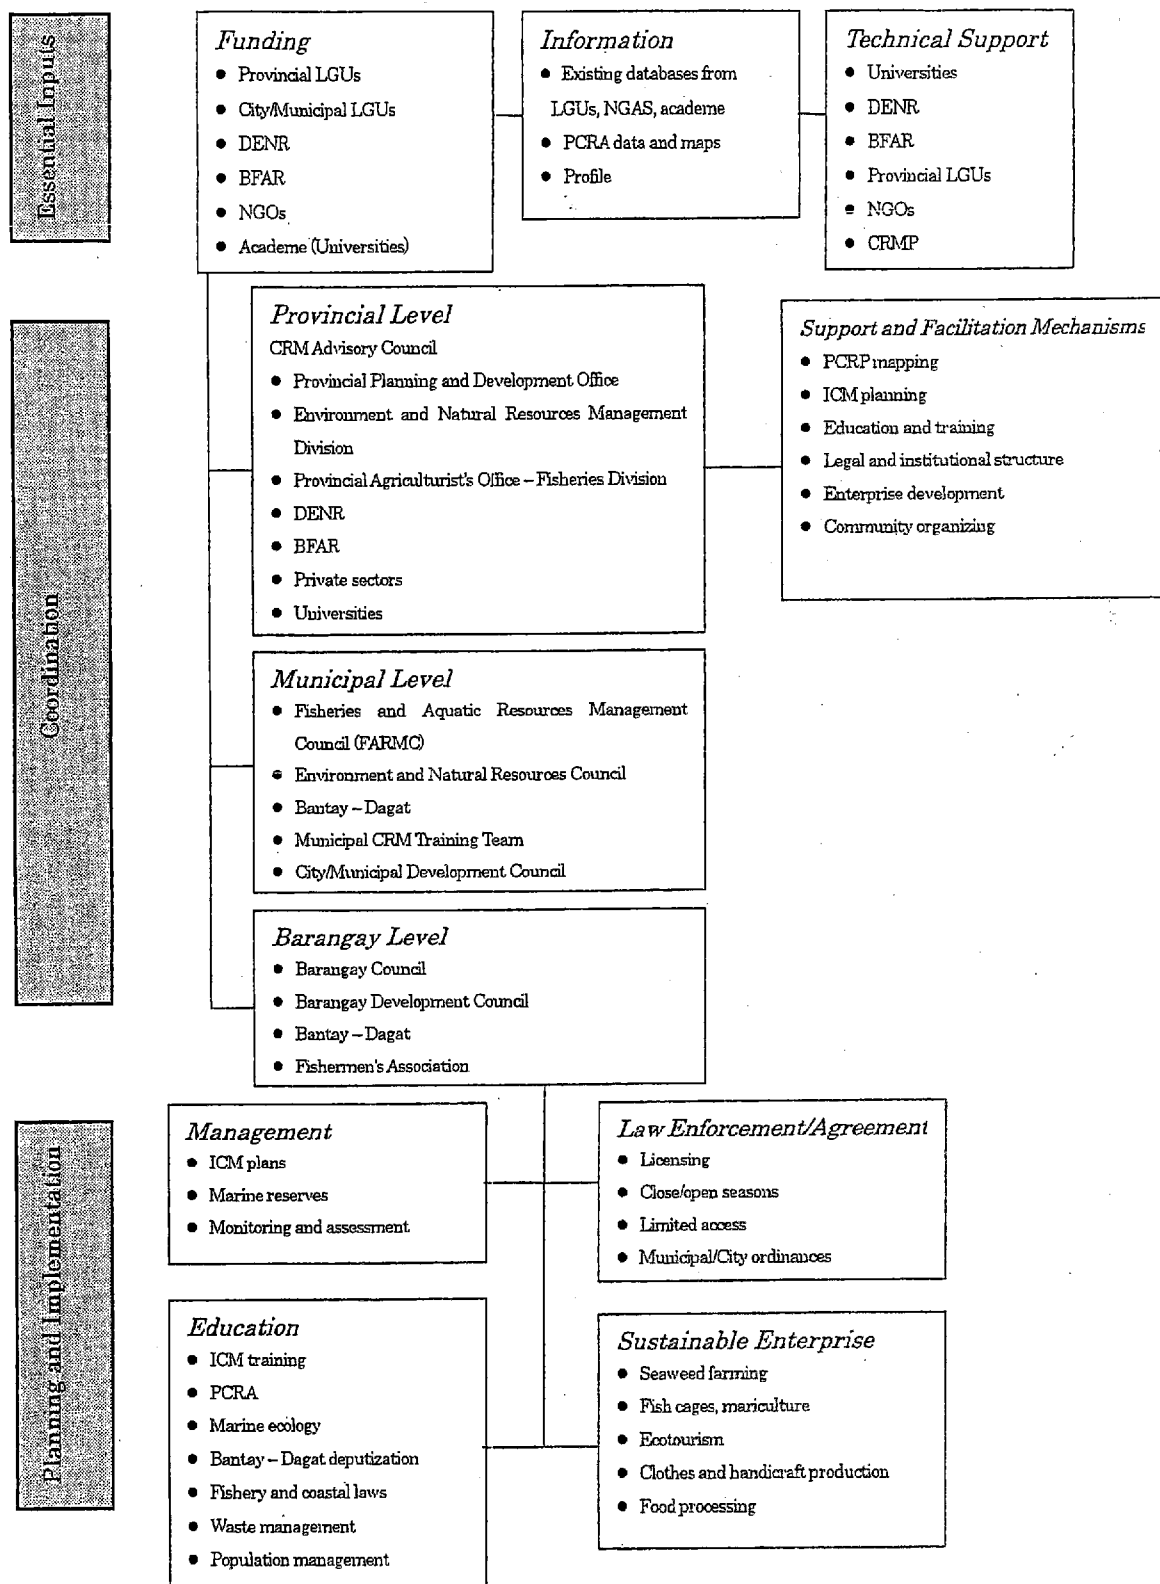 Essential Inputs
Funding
• Provincial LGUs
• City/Municipal LGUs
• DENR
• BFAR
• NGOs
• Academe (Universities)
Information
• Existing databases from
LGUs, NGAS, academe
• PCRA data and maps
• Profile
Technical Support
• Universities
• DENR
• BFAR
• Provincial LGUs
• NGOs
• CRMP
Coordination
Provincial Level
CRM Advisory Council
• Provincial Planning and Development Office
• Environment and Natural Resources Management
Division
• Provincial Agriculturist's Office – Fisheries Division
• DENR
• BFAR
• Private sectors
• Universities
Support and Facilitation Mechanisms
• PCRP mapping
• ICM planning
• Education and training
• Legal and institutional structure
• Enterprise development
• Community organizing
Municipal Level
• Fisheries and Aquatic Resources Management
Council (FARMC)
• Environment and Natural Resources Council
• Bantay – Dagat
• Municipal CRM Training Team
• City/Municipal Development Council
Barangay Level
• Barangay Council
• Barangay Development Council
• Bantay – Dagat
• Fishermen's Association
Planning and Implementation
Management
• ICM plans
• Marine reserves
• Monitoring and assessment
Law Enforcement/Agreement
• Licensing
• Close/open seasons
• Limited access
• Municipal/City ordinances
Education
• ICM training
• PCRA
• Marine ecology
• Bantay – Dagat deputization
• Fishery and coastal laws
• Waste management
• Population management
Sustainable Enterprise
• Seaweed farming
• Fish cages, mariculture
• Ecotourism
• Clothes and handicraft production
• Food processing